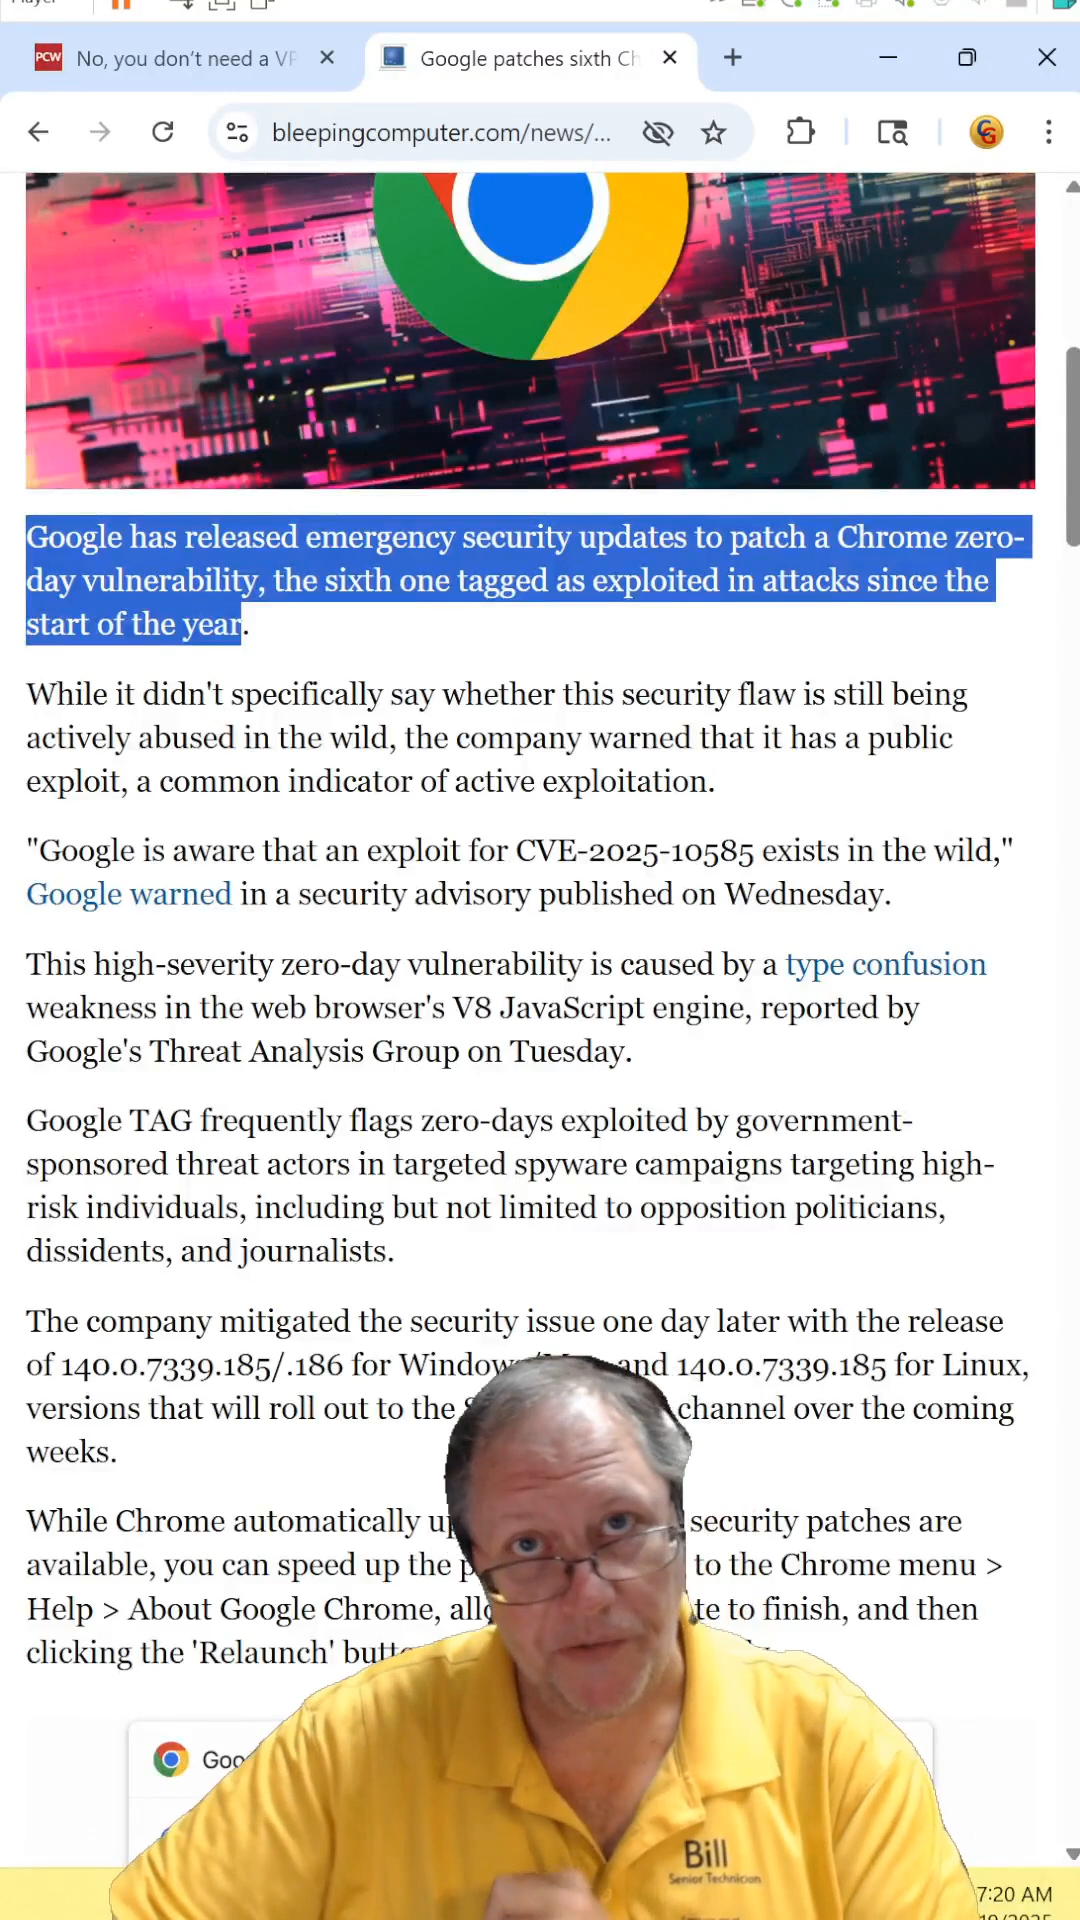 Player
PCW No, you don't need a VP
Google patches sixth Ch
bleepingcomputer.com/news/...
Google has released emergency security updates to patch a Chrome zero-
day vulnerability, the sixth one tagged as exploited in attacks since the
start of the year.
While it didn't specifically say whether this security flaw is still being
actively abused in the wild, the company warned that it has a public
exploit, a common indicator of active exploitation.
"Google is aware that an exploit for CVE-2025-10585 exists in the wild,"
Google warned in a security advisory published on Wednesday.
This high-severity zero-day vulnerability is caused by a type confusion
weakness in the web browser's V8 JavaScript engine, reported by
Google's Threat Analysis Group on Tuesday.
Google TAG frequently flags zero-days exploited by government-
sponsored threat actors in targeted spyware campaigns targeting high-
risk individuals, including but not limited to opposition politicians,
dissidents, and journalists.
The company mitigated the security issue one day later with the release
of 140.0.7339.185/.186 for Window and 140.0.7339.185 for Linux,
versions that will roll out to the channel over the coming
weeks.
While Chrome automatically up security patches are
available, you can speed up the p to the Chrome menu >
Help > About Google Chrome, allo te to finish, and then
clicking the 'Relaunch' butt
Goo
Bill
Senior Technician
7:20 AM